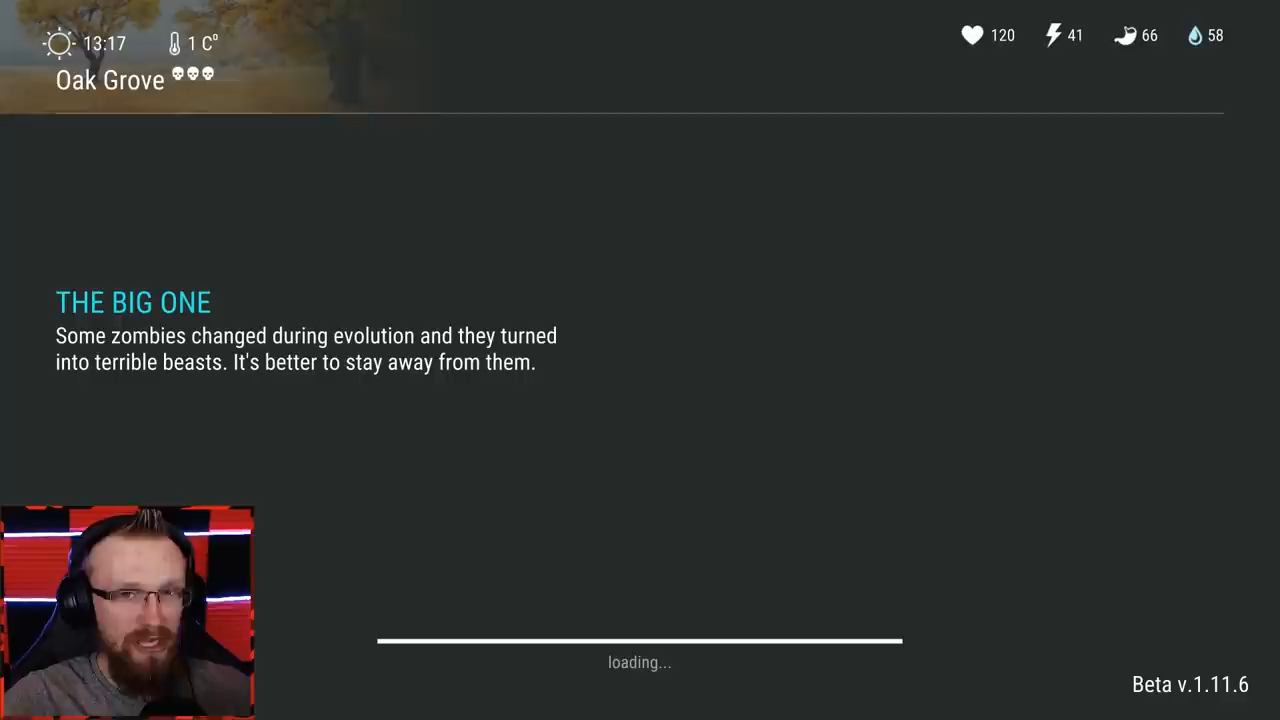 13:17 1 C°
120 41 66 58
Oak Grove
THE BIG ONE
Some zombies changed during evolution and they turned
into terrible beasts. It's better to stay away from them.
loading...
Beta v.1.11.6